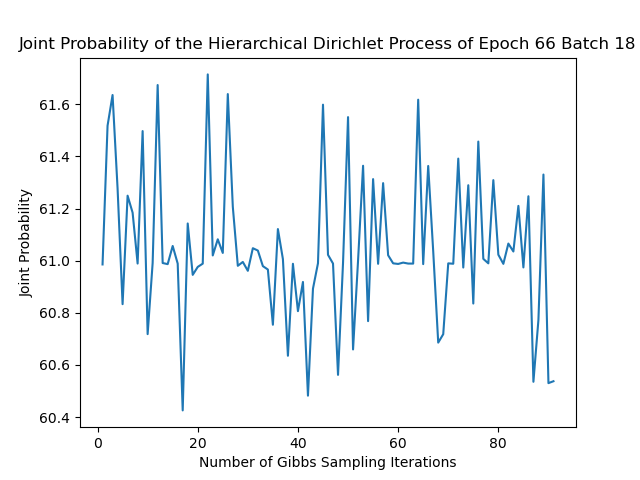 Joint Probability of the Hierarchical Dirichlet Process of Epoch 66 Batch 18
61.6
61.4
61.2
61.0
60.8
60.6
60.4
Joint Probability
0 20 40 60 80
Number of Gibbs Sampling Iterations